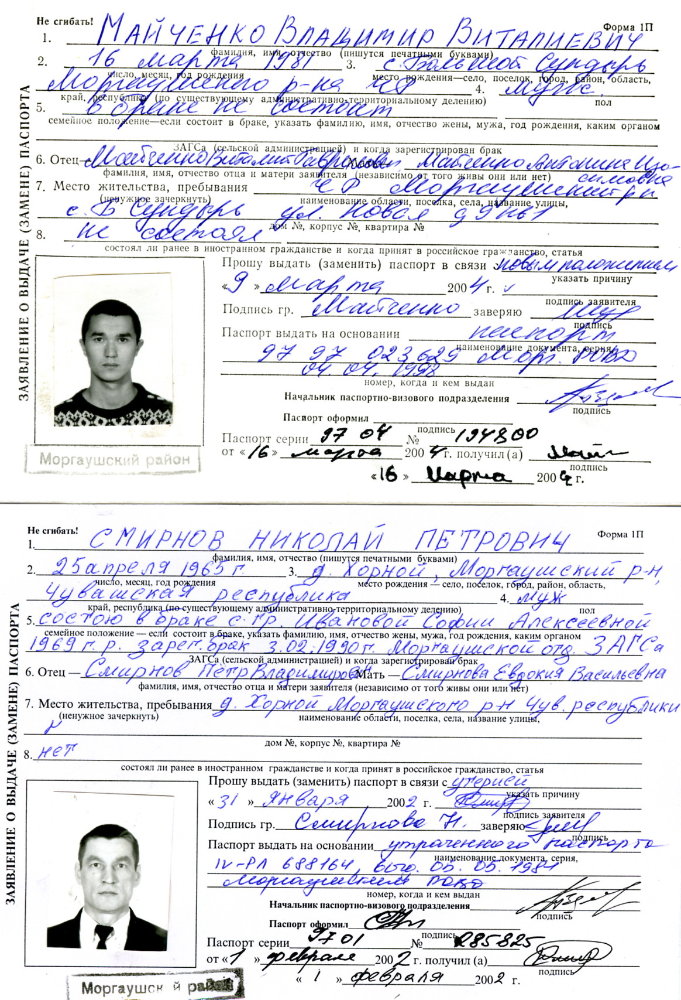 Не сгибать!
Форма 1П
1. МАЙЧЕНКО ВЛАДИМИР ВИТАЛИЕВИЧ
фамилия, имя, отчество (пишутся печатными буквами)
2. 16 марта 1981 3. с. Большой Сундырь
число, месяц, год рождения место рождения—село, поселок, город, район, область,
Моргаушского р-на ЧР 4. муж.
край, республика (по существующему административно-территориальному делению) пол
5. в браке не состоит
семейное положение—если состоит в браке, указать фамилию, имя, отчество жены, мужа, год рождения, каким органом
ЗАГСа (сельской администрацией) и когда зарегистрирован брак
6. Отец— Майченко Виталий Гаврилович Мать Майченко Антонина Изо-
симовна
фамилия, имя, отчество отца и матери заявителя (независимо от того живы они или нет)
7. Место жительства, пребывания ЧР Моргаушский р-н
(ненужное зачеркнуть) наименование области, поселка, села, название улицы,
с. Б Сундырь ул. Новая д 9 кв 1
дом №, корпус №, квартира №
8. не состоял
состоял ли ранее в иностранном гражданстве и когда принят в российское гражданство, статья
ЗАЯВЛЕНИЕ О ВЫДАЧЕ (ЗАМЕНЕ) ПАСПОРТА
Прошу выдать (заменить) паспорт в связи с новым положением
указать причину
«9» марта 2004 г.
подпись заявителя
Подпись гр. Майченко заверяю
подпись
Паспорт выдать на основании паспорт
наименование документа, серия,
97 97 023629 Морг. РОВД
04. 04. 1998
номер, когда и кем выдан
Начальник паспортно-визового подразделения
подпись
Паспорт оформил
подпись
Паспорт серии 97 04 № 194800
от «16» марта 2004 г. получил (а) Майч
подпись
«16» Марта 2004 г.
Моргаушский район
Не сгибать!
Форма 1П
1. СМИРНОВ НИКОЛАЙ ПЕТРОВИЧ
фамилия, имя, отчество (пишутся печатными буквами)
2. 25 апреля 1965 г. 3. д. Хорной, Моргаушский р-н,
число, месяц, год рождения место рождения — село, поселок, город, район, область,
Чувашская республика 4. муж
край, республика (по существующему административно-территориальному делению) пол
5. состою в браке с гр. Ивановой Софии Алексеевной
семейное положение — если состоит в браке, указать фамилию, имя, отчество жены, мужа, год рождения, каким органом
1969 г. р. зарег. брак 3.02.1990 г. Моргаушской отд. ЗАГСа
ЗАГСа (сельской администрацией) и когда зарегистрирован брак
6. Отец — Смирнов Петр Владимирович Мать — Смирнова Евдокия Васильевна
фамилия, имя, отчество отца и матери заявителя (независимо от того живы они или нет)
7. Место жительства, пребывания д. Хорной Моргаушского р-н Чув. республики
(ненужное зачеркнуть) наименование области, поселка, села, название улицы,
дом №, корпус №, квартира №
8. нет
состоял ли ранее в иностранном гражданстве и когда принят в российское гражданство, статья
ЗАЯВЛЕНИЕ О ВЫДАЧЕ (ЗАМЕНЕ) ПАСПОРТА
Прошу выдать (заменить) паспорт в связи с утерией
указать причину
«31» Января 2002 г.
подпись заявителя
Подпись гр. Смирнова Н. заверяю
подпись
Паспорт выдать на основании утраченного паспорта
наименование документа, серия,
IV-РЛ 688164, выд. 05. 05. 1981
Моргаушским РОВД
номер, когда и кем выдан
Начальник паспортно-визового подразделения
подпись
Паспорт оформил
подпись
Паспорт серии 9701 № 285825
от «1» февраля 2002 г. получил (а)
подпись
«1» февраля 2002 г.
Моргаушский район